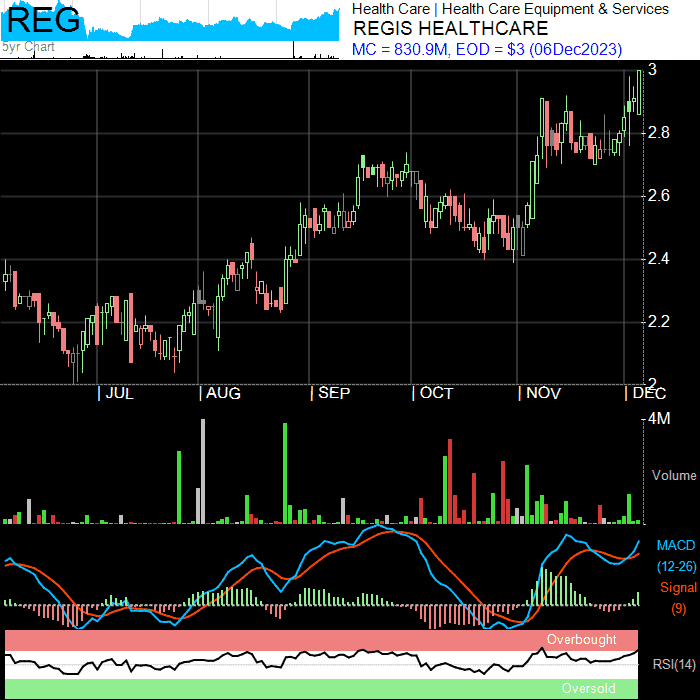 REG
5yr Chart
Health Care | Health Care Equipment & Services
REGIS HEALTHCARE
MC = 830.9M, EOD = $3 (06Dec2023)
3
2.8
2.6
2.4
2.2
2
| JUL | AUG | SEP | OCT | NOV | DEC
4M
Volume
MACD
(12-26)
Signal
(9)
Overbought
RSI(14)
Oversold